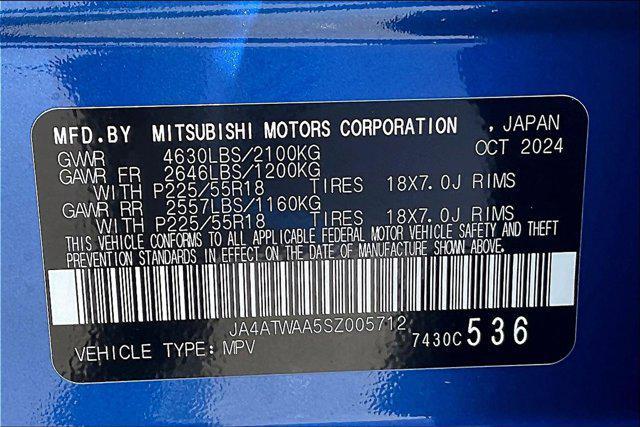 MFD.BY MITSUBISHI MOTORS CORPORATION , JAPAN
GVWR 4630LBS/2100KG OCT 2024
GAWR FR 2646LBS/1200KG
WITH P225/55R18 TIRES 18X7.0J RIMS
GAWR RR 2557LBS/1160KG
WITH P225/55R18 TIRES 18X7.0J RIMS
THIS VEHICLE CONFORMS TO ALL APPLICABLE FEDERAL MOTOR VEHICLE SAFETY AND THEFT
PREVENTION STANDARDS IN EFFECT ON THE DATE OF MANUFACTURE SHOWN ABOVE.
JA4ATWAA5SZ005712
VEHICLE TYPE: MPV 7430C 536